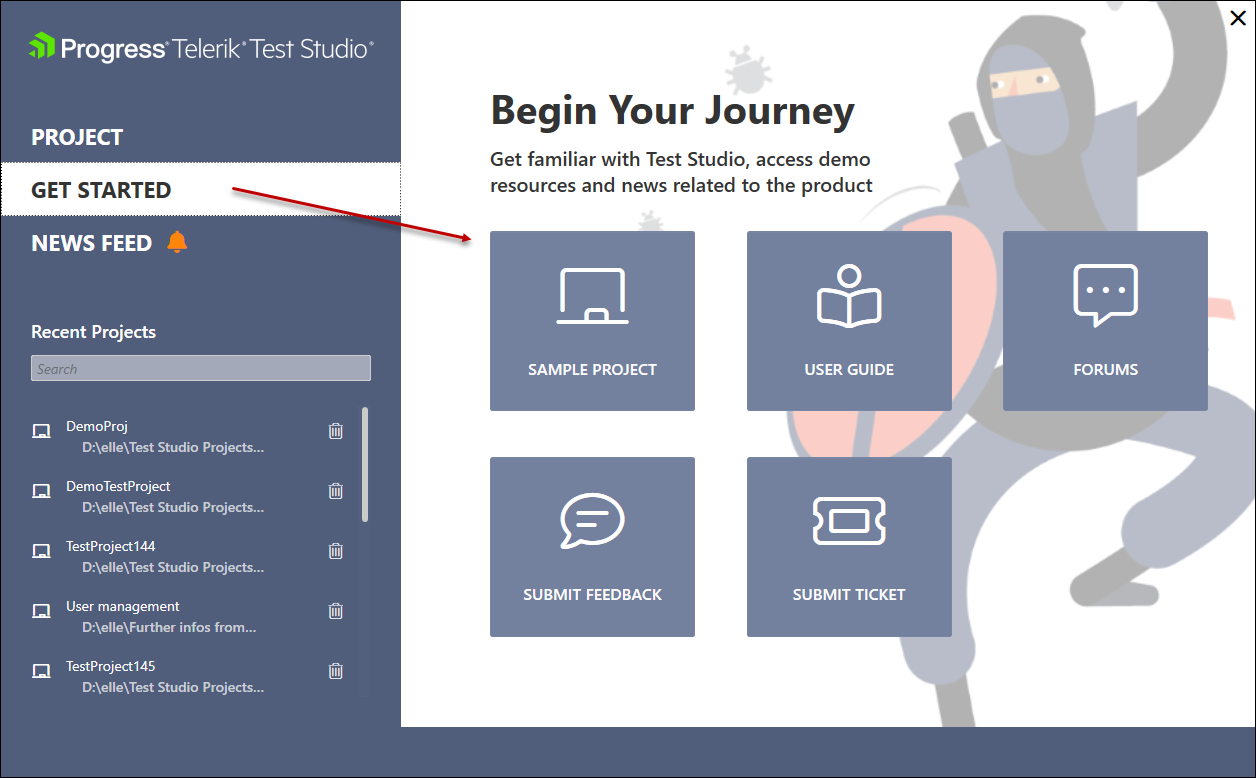 Progress® Telerik® Test Studio®
PROJECT
GET STARTED
NEWS FEED
Recent Projects
Search
DemoProj
D:\elle\Test Studio Projects...
DemoTestProject
D:\elle\Test Studio Projects...
TestProject144
D:\elle\Test Studio Projects...
User management
D:\elle\Further infos from...
TestProject145
D:\elle\Test Studio Projects...
Begin Your Journey
Get familiar with Test Studio, access demo
resources and news related to the product
SAMPLE PROJECT
USER GUIDE
FORUMS
SUBMIT FEEDBACK
SUBMIT TICKET